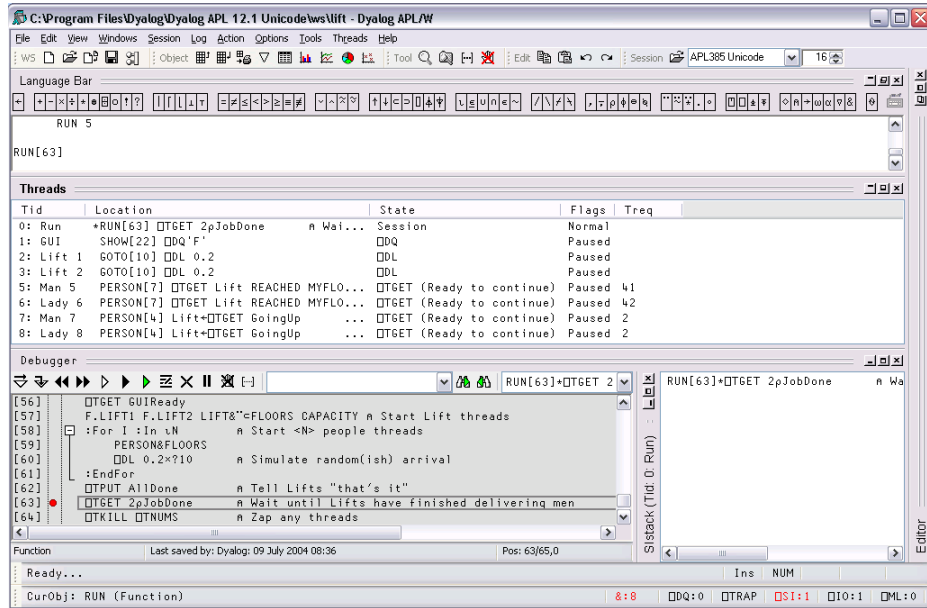 C:\Program Files\Dyalog\Dyalog APL 12.1 Unicode\ws\lift - Dyalog APL/W
File Edit View Windows Session Log Action Options Tools Threads Help
WS Object Tool Edit Session APL385 Unicode 16
Language Bar
RUN 5
RUN[63]
Threads
Tid Location State Flags Treq
0: Run *RUN[63] ⎕TGET 2⍴JobDone ⍝ Wai... Session Normal
1: GUI SHOW[22] ⎕DQ'F' ⎕DQ Paused
2: Lift 1 GOTO[10] ⎕DL 0.2 ⎕DL Paused
3: Lift 2 GOTO[10] ⎕DL 0.2 ⎕DL Paused
5: Man 5 PERSON[7] ⎕TGET Lift REACHED MYFLO... ⎕TGET (Ready to continue) Paused 41
6: Lady 6 PERSON[7] ⎕TGET Lift REACHED MYFLO... ⎕TGET (Ready to continue) Paused 42
7: Man 7 PERSON[4] Lift←⎕TGET GoingUp ... ⎕TGET (Ready to continue) Paused 2
8: Lady 8 PERSON[4] Lift←⎕TGET GoingUp ... ⎕TGET (Ready to continue) Paused 2
Debugger
RUN[63]*⎕TGET 2
[56] ⎕TGET GUIReady
[57] F.LIFT1 F.LIFT2 LIFT&¨⊂FLOORS CAPACITY ⍝ Start Lift threads
[58] :For I :In ⍳N ⍝ Start <N> people threads
[59] PERSON&FLOORS
[60] ⎕DL 0.2×?10 ⍝ Simulate random(ish) arrival
[61] :EndFor
[62] ⎕TPUT AllDone ⍝ Tell Lifts "that's it"
[63] ⎕TGET 2⍴JobDone ⍝ Wait until Lifts have finished delivering men
[64] ⎕TKILL ⎕TNUMS ⍝ Zap any threads
Function Last saved by: Dyalog: 09 July 2004 08:36 Pos: 63/65,0
SIstack (Tid: 0: Run)
RUN[63]*⎕TGET 2⍴JobDone ⍝ Wa
Editor
Ready... Ins NUM
CurObj: RUN (Function) &:8 ⎕DQ:0 ⎕TRAP ⎕SI:1 ⎕IO:1 ⎕ML:0